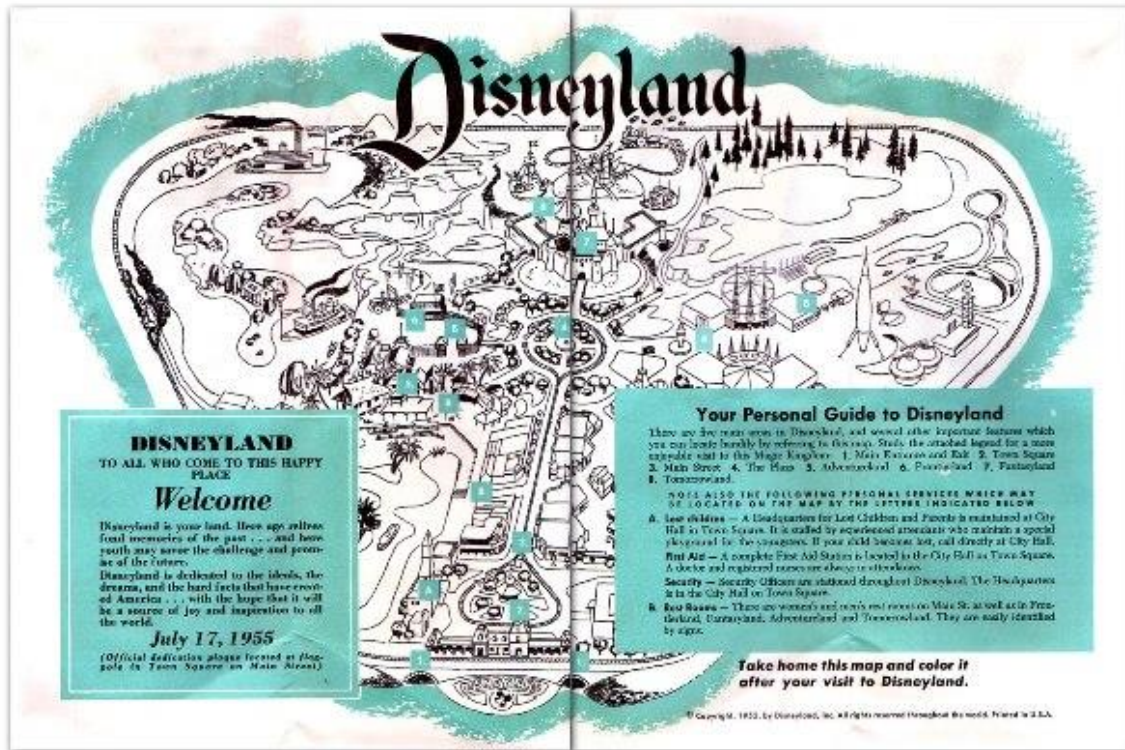 Disneyland
DISNEYLAND
TO ALL WHO COME TO THIS HAPPY
PLACE
Welcome
Disneyland is your land. Here age relives
fond memories of the past . . . and here
youth may savor the challenge and prom-
ise of the future.
Disneyland is dedicated to the ideals, the
dreams, and the hard facts that have creat-
ed America . . . with the hope that it will
be a source of joy and inspiration to all
the world.
July 17, 1955
(Official dedication plaque located at flag-
pole in Town Square on Main Street)
Your Personal Guide to Disneyland
There are five main areas in Disneyland, and several other important features which
you can locate handily by referring to this map. Study the attached legend for a more
enjoyable visit to this Magic Kingdom: 1. Main Entrance and Exit 2. Town Square
3. Main Street 4. The Plaza 5. Adventureland 6. Frontierland 7. Fantasyland
8. Tomorrowland.
NOTE ALSO THE FOLLOWING PERSONAL SERVICES WHICH MAY
BE LOCATED ON THE MAP BY THE LETTERS INDICATED BELOW
A. Lost children — A Headquarters for Lost Children and Parents is maintained at City
Hall in Town Square. It is staffed by experienced attendants who maintain a special
playground for the youngsters. If your child becomes lost, call directly at City Hall.
First Aid — A complete First Aid Station is located in the City Hall on Town Square.
A doctor and registered nurses are always in attendance.
Security — Security Officers are stationed throughout Disneyland. The Headquarters
is in the City Hall on Town Square.
B. Rest Rooms — There are women's and men's rest rooms on Main St. as well as in Fron-
tierland, Fantasyland, Adventureland and Tomorrowland. They are easily identified
by signs.
Take home this map and color it
after your visit to Disneyland.
© Copyright, 1955, by Disneyland, Inc. All rights reserved throughout the world. Printed in U.S.A.